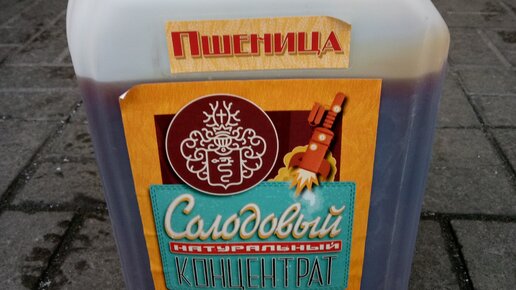 Пшеница
Солодовый
НАТУРАЛЬНЫЙ
КОНЦЕНТРАТ